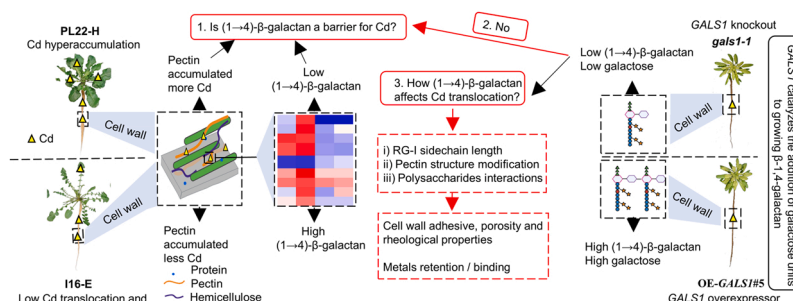 PL22-H
Cd hyperaccumulation
Cd
Cell wall
Cell wall
I16-E
Low Cd translocation and
1. Is (1→4)-β-galactan a barrier for Cd?
Pectin
accumulated
more Cd
Low
(1→4)-β-galactan
Pectin
accumulated
less Cd
Protein
Pectin
Hemicellulose
High
(1→4)-β-galactan
2. No
3. How (1→4)-β-galactan
affects Cd translocation?
i) RG-I sidechain length
ii) Pectin structure modification
iii) Polysaccharides interactions
Cell wall adhesive, porosity and
rheological properties
Metals retention / binding
Low (1→4)-β-galactan
Low galactose
GALS1 knockout
gals1-1
Cell wall
Cell wall
High (1→4)-β-galactan
High galactose
OE-GALS1#5
GALS1 overexpressor
GALS1 catalyzes the addition of galactose units
to growing β-1,4-galactan